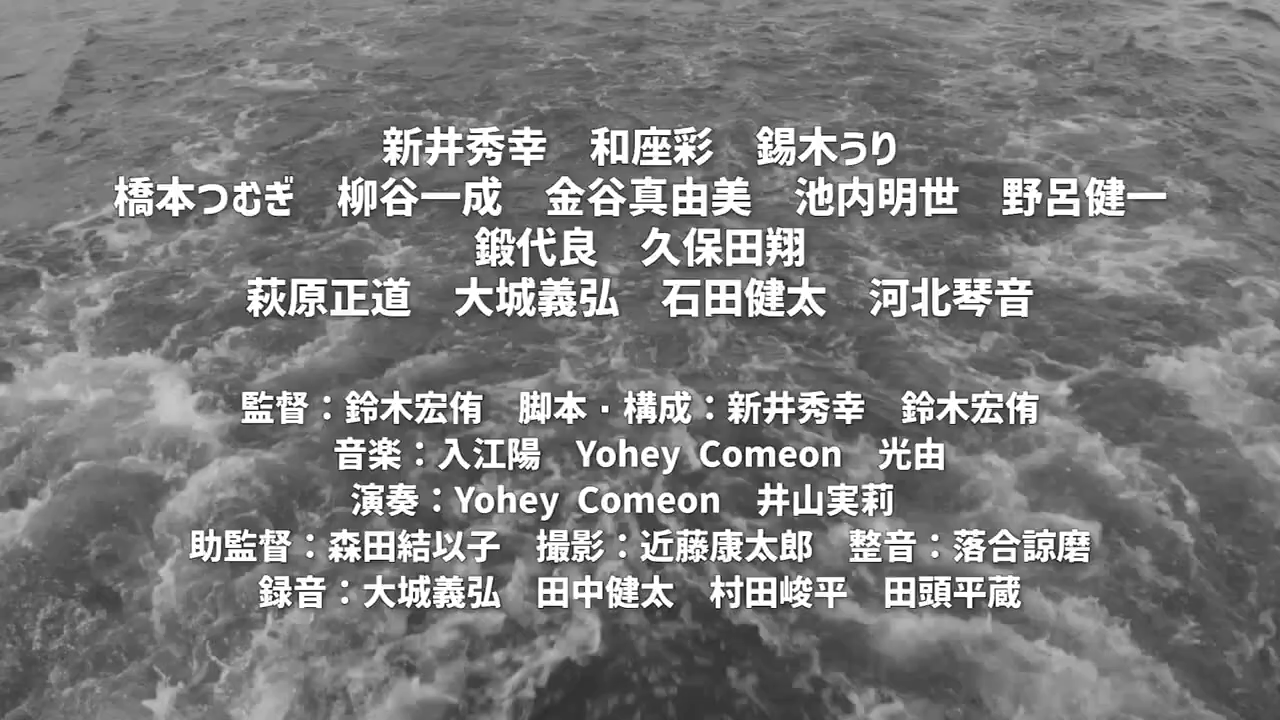 新井秀幸　和座彩　錫木うり
橋本つむぎ　柳谷一成　金谷真由美　池内明世　野呂健一
鍛代良　久保田翔
萩原正道　大城義弘　石田健太　河北琴音
監督：鈴木宏侑　脚本・構成：新井秀幸　鈴木宏侑
音楽：入江陽　Yohey Comeon　光由
演奏：Yohey Comeon　井山実莉
助監督：森田結以子　撮影：近藤康太郎　整音：落合諒磨
録音：大城義弘　田中健太　村田峻平　田頭平蔵